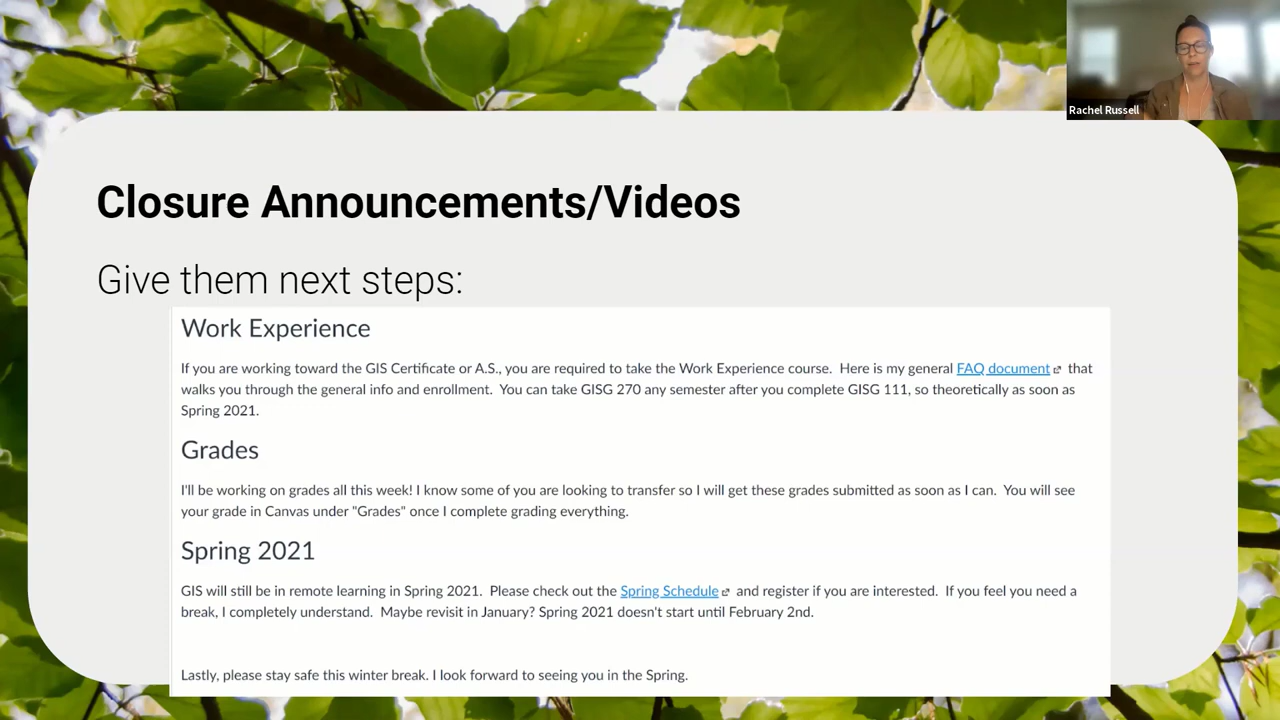 Rachel Russell
Closure Announcements/Videos
Give them next steps:
Work Experience
If you are working toward the GIS Certificate or A.S., you are required to take the Work Experience course.  Here is my general FAQ document that
walks you through the general info and enrollment.  You can take GISG 270 any semester after you complete GISG 111, so theoretically as soon as
Spring 2021.
Grades
I'll be working on grades all this week! I know some of you are looking to transfer so I will get these grades submitted as soon as I can.  You will see
your grade in Canvas under "Grades" once I complete grading everything.
Spring 2021
GIS will still be in remote learning in Spring 2021.  Please check out the Spring Schedule and register if you are interested.  If you feel you need a
break, I completely understand.  Maybe revisit in January? Spring 2021 doesn't start until February 2nd.
Lastly, please stay safe this winter break. I look forward to seeing you in the Spring.